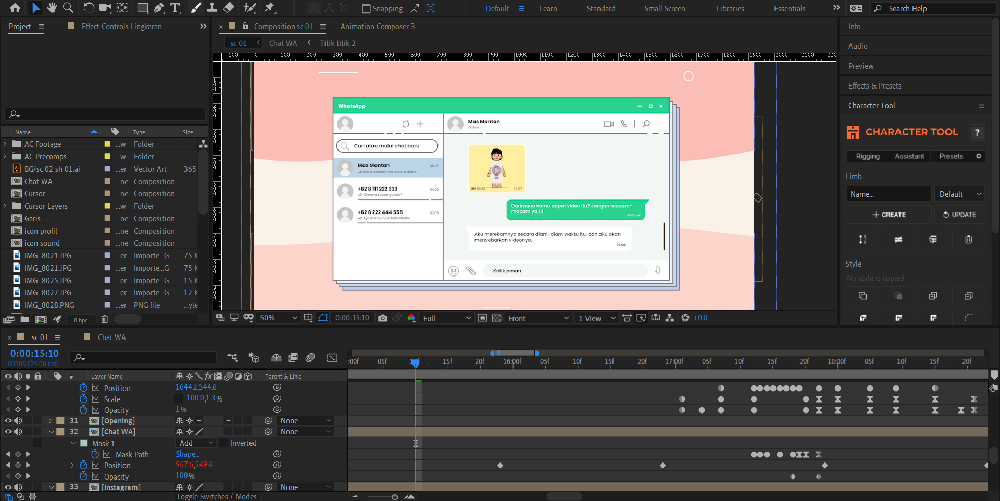 Snapping
Default
Learn
Standard
Small Screen
Libraries
Essentials
Search Help
Project
Effect Controls Lingkaran
Composition sc 01
Animation Composer 3
sc 01
Chat WA
Titik titik 2
100 0 100 200 300 400 500 600 700 800 900 1000 1100 1200 1300 1400 1500 1600 1700 1800 1900 2000 2100 220
Name Type Size
AC Footage ...w Folder
AC Precomps ...w Folder
BG/sc 02 sh 01.ai ...er Vector Art 365
Chat WA ...ne Composition
Cursor ...ne Composition
Cursor Layers ...w Folder
Garis ...ne Composition
icon profil ...ne Composition
icon sound ...ne Composition
IMG_8021.JPG ...er Importe...G 75 K
IMG_8021.JPG ...er Importe...G 75 K
IMG_8025.JPG ...er Importe...G 15 K
IMG_8027.JPG ...er Importe...G 12 K
IMG_8028.PNG ...er PNG file ...yte
8 bpc
WhatsApp
Cari atau mulai chat baru
Mas Mantan 06.07
Aku merekamnya secara diam...
+62 8 111 222 333 04.20
Gimana kabarnya kak?
+62 8 222 444 555 02.05
Ayo ikut reunian hahahhaha
Mas Mantan
Online
03:00 06.07
Darimana kamu dapat video itu? Jangan macam-
macam ya !!!
06.08
Aku merekamnya secara diam-diam waktu itu, dan aku akan
menyebarkan videonya.
06.08
Ketik pesan
50% 0:00:15:10 Full Front 1 View +0.0
Info
Audio
Preview
Effects & Presets
Character Tool
CHARACTER TOOL ?
Rigging Assistant Presets
Limb
Name... Default
+ CREATE UPDATE
Style
No style is copied
sc 01
Chat WA
0:00:15:10
00385 (25.00 fps)
:00f 05f 10f 15f 20f 16:00f 05f 10f 15f 20f 17:00f 05f 10f 15f 20f 18:00f 05f 10f 15f 20f
# Layer Name Parent & Link
Position 1644.2,544.6
Scale 100.0,1.3%
Opacity 1%
31 [Opening] None
32 [Chat WA] None
Mask 1 Add Inverted
Mask Path Shape...
Position 967.6,549.4
Opacity 100%
33 [Instagram] None
Toggle Switches / Modes